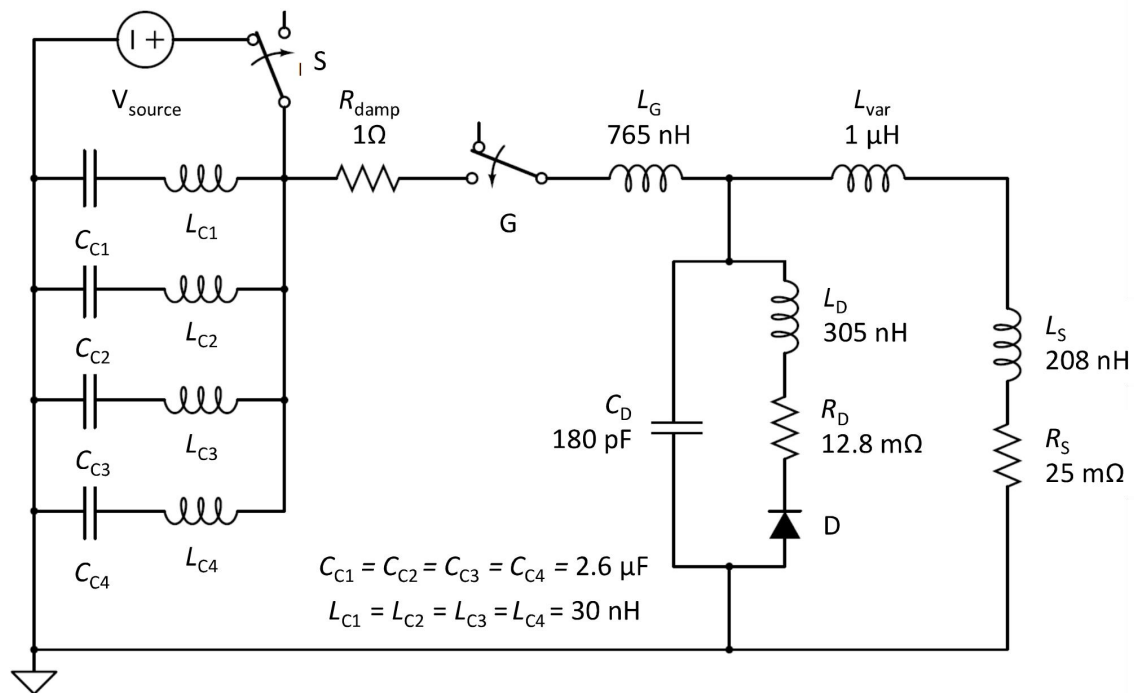 I +
S
V_source
R_damp
1Ω
G
L_G
765 nH
L_var
1 μH
C_C1
L_C1
C_C2
L_C2
C_C3
L_C3
C_C4
L_C4
C_D
180 pF
L_D
305 nH
R_D
12.8 mΩ
D
L_S
208 nH
R_S
25 mΩ
C_C1 = C_C2 = C_C3 = C_C4 = 2.6 μF
L_C1 = L_C2 = L_C3 = L_C4 = 30 nH